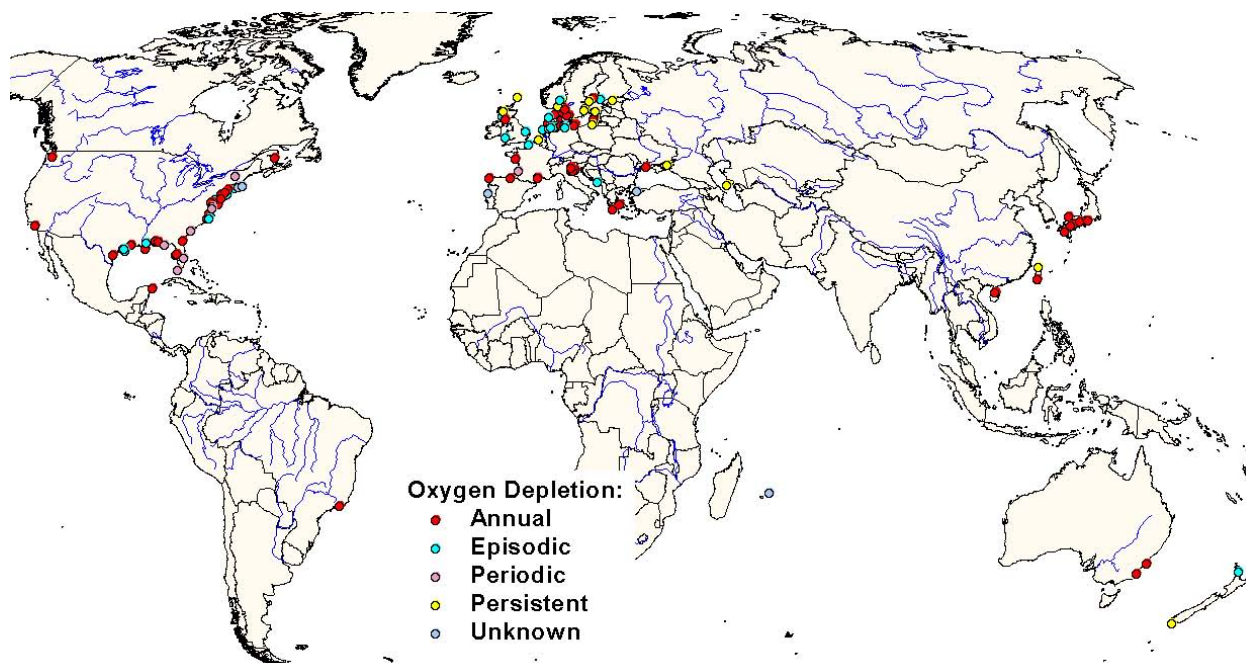 Oxygen Depletion:
Annual
Episodic
Periodic
Persistent
Unknown